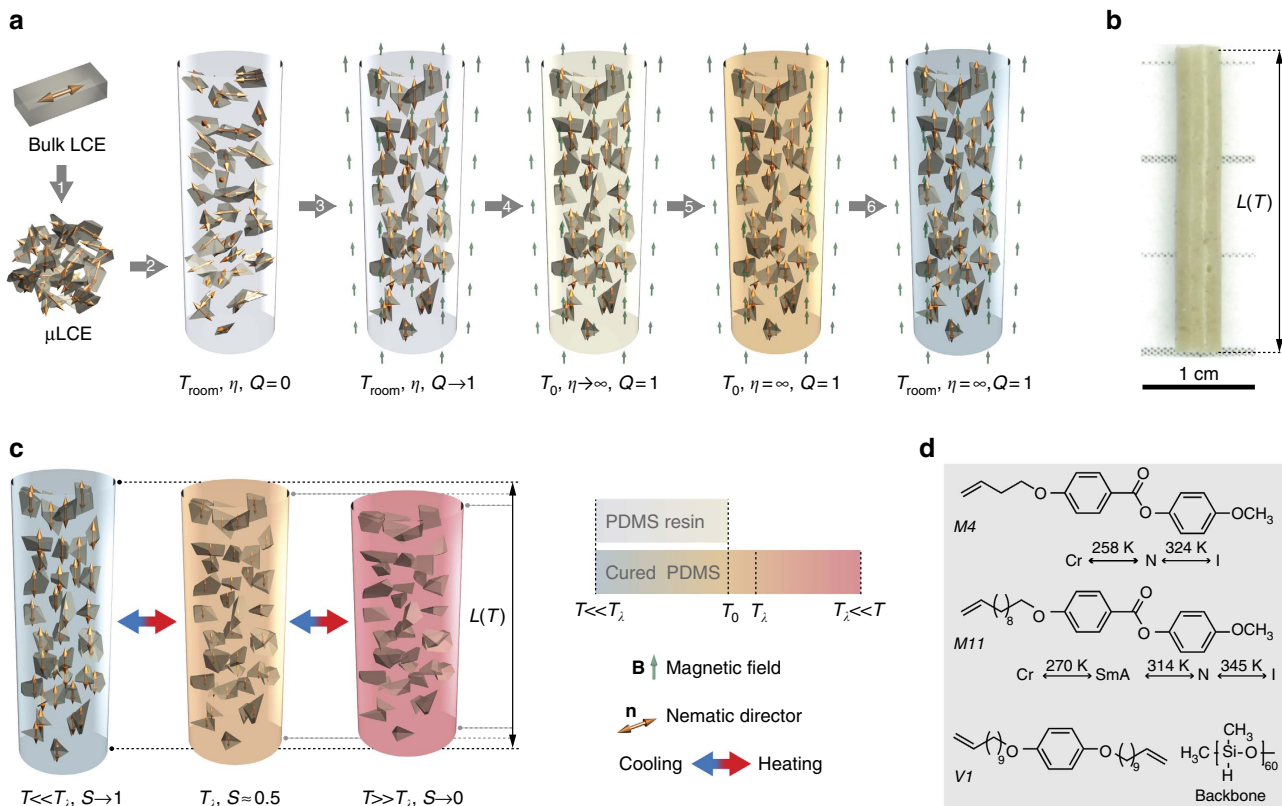 a
Bulk LCE
1
μLCE
2
3
4
5
6
T_room, η, Q = 0
T_room, η, Q→1
T_0, η→∞, Q = 1
T_0, η = ∞, Q = 1
T_room, η = ∞, Q = 1
b
L(T)
1 cm
c
L(T)
T<<T_λ, S→1
T_λ, S≈0.5
T>>T_λ, S→0
PDMS resin
Cured PDMS
T<<T_λ
T_0
T_λ
T_λ<<T
B Magnetic field
n Nematic director
Cooling Heating
d
O
O
O
OCH₃
M4
258 K 324 K
Cr N I
8
O
O
O
OCH₃
M11
270 K 314 K 345 K
Cr SmA N I
9 O O 9
V1
CH₃
H₃C Si O 60
H
Backbone